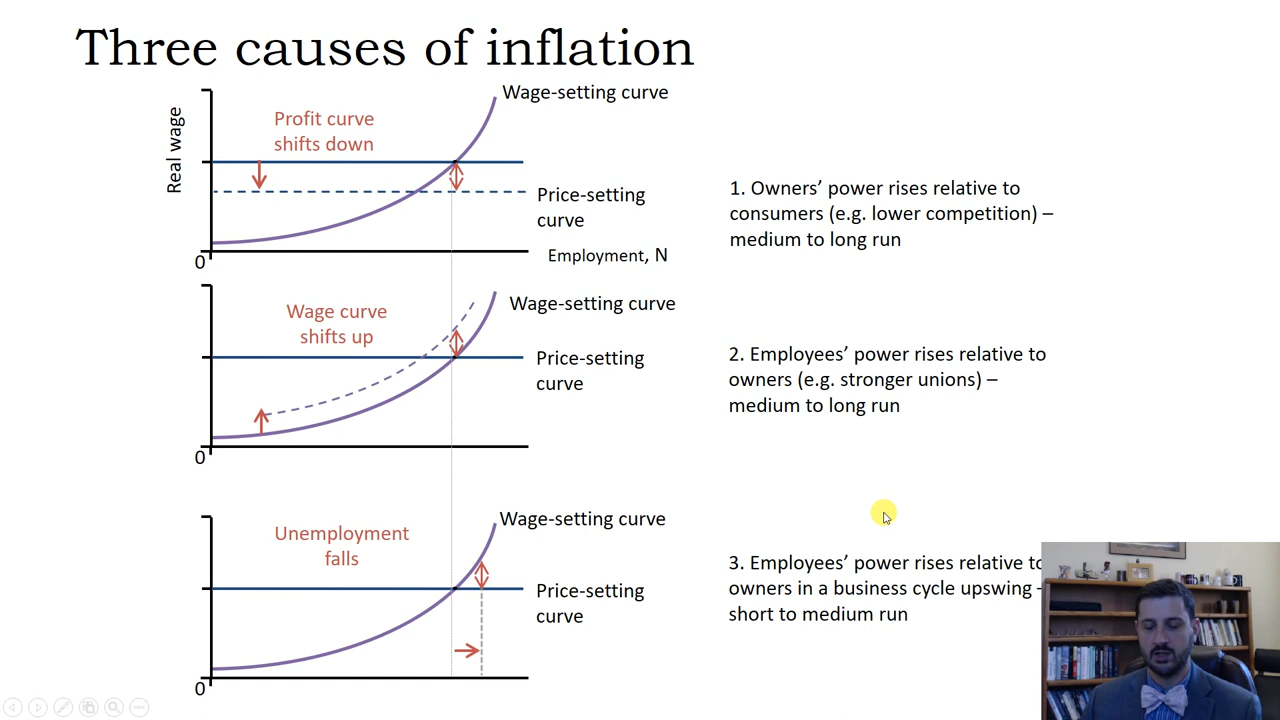 Three causes of inflation
Real wage
Profit curve
shifts down
Wage-setting curve
Price-setting
curve
0
Employment, N
1. Owners’ power rises relative to
consumers (e.g. lower competition) –
medium to long run
Wage curve
shifts up
Wage-setting curve
Price-setting
curve
0
2. Employees’ power rises relative to
owners (e.g. stronger unions) –
medium to long run
Unemployment
falls
Wage-setting curve
Price-setting
curve
0
3. Employees’ power rises relative to
owners in a business cycle upswing –
short to medium run